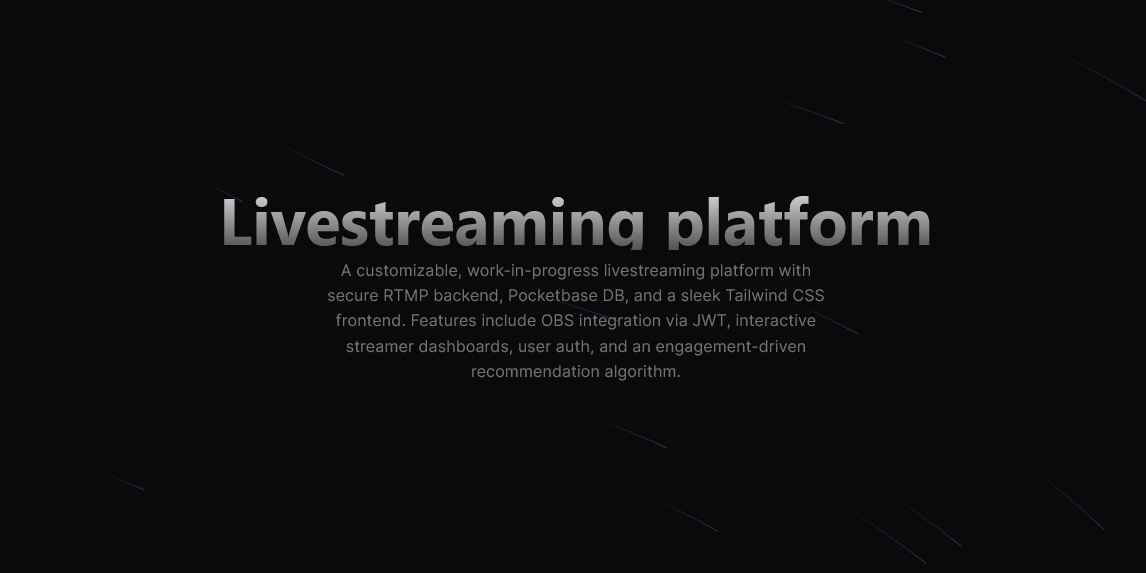 Livestreaming platform
A customizable, work-in-progress livestreaming platform with
secure RTMP backend, Pocketbase DB, and a sleek Tailwind CSS
frontend. Features include OBS integration via JWT, interactive
streamer dashboards, user auth, and an engagement-driven
recommendation algorithm.